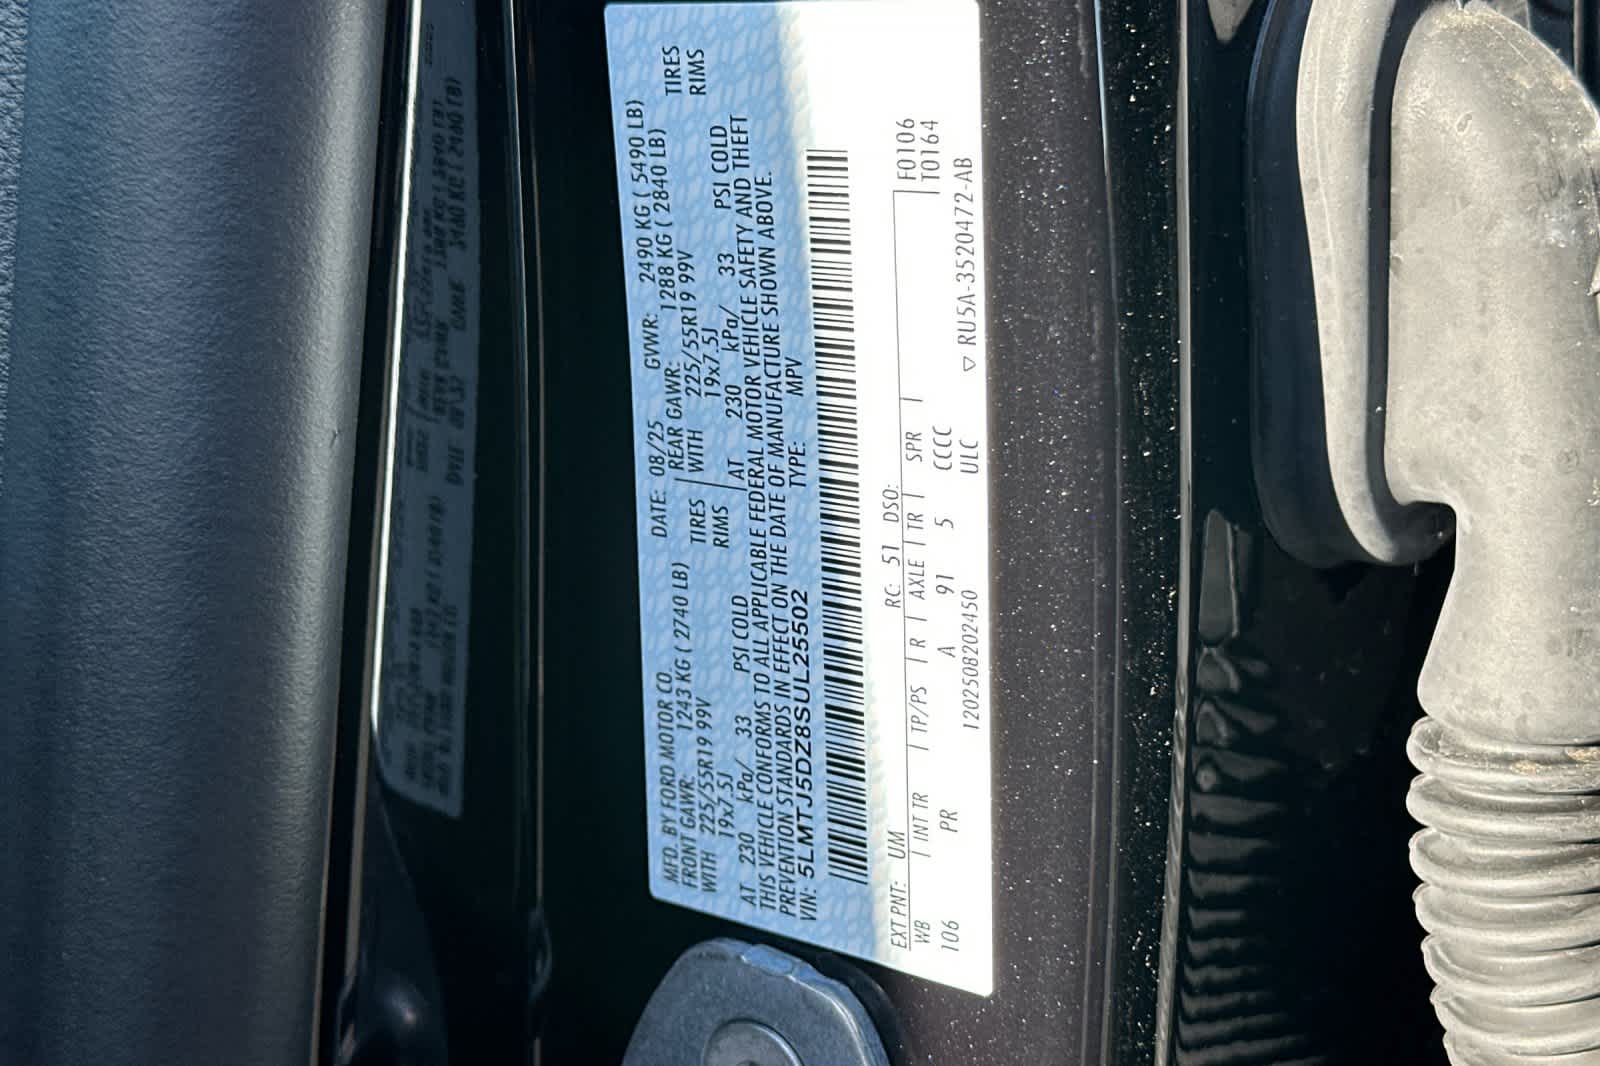 MFD. BY FORD MOTOR CO.
DATE: 08/25 GVWR: 2490 KG ( 5490 LB)
FRONT GAWR: 1243 KG ( 2740 LB) REAR GAWR: 1288 KG ( 2840 LB)
WITH 225/55R19 99V TIRES WITH 225/55R19 99V TIRES
19x7.5J RIMS 19x7.5J RIMS
AT 230 kPa/ 33 PSI COLD AT 230 kPa/ 33 PSI COLD
THIS VEHICLE CONFORMS TO ALL APPLICABLE FEDERAL MOTOR VEHICLE SAFETY AND THEFT
PREVENTION STANDARDS IN EFFECT ON THE DATE OF MANUFACTURE SHOWN ABOVE.
VIN: 5LMTJ5DZ8SUL25502 TYPE: MPV
EXT PNT: UM RC: 51 DSO: F0106
WB INT TR TP/PS R AXLE TR SPR T0164
106 PR A 91 5 CCCC
1202508202450 ULC ▽ RU5A-3520472-AB